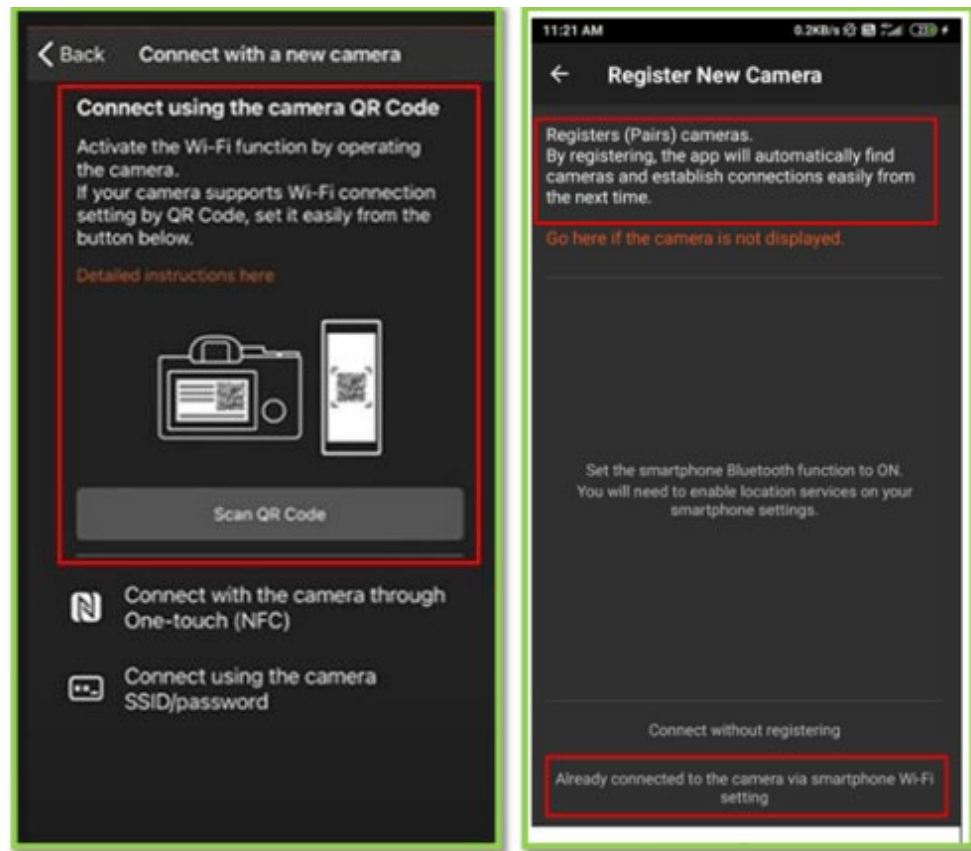 Back
Connect with a new camera
Connect using the camera QR Code
Activate the Wi-Fi function by operating
the camera.
If your camera supports Wi-Fi connection
setting by QR Code, set it easily from the
button below.
Detailed instructions here
Scan QR Code
Connect with the camera through
One-touch (NFC)
Connect using the camera
SSID/password
11:21 AM
0.2KB/s
Register New Camera
Registers (Pairs) cameras.
By registering, the app will automatically find
cameras and establish connections easily from
the next time.
Go here if the camera is not displayed.
Set the smartphone Bluetooth function to ON.
You will need to enable location services on your
smartphone settings.
Connect without registering
Already connected to the camera via smartphone Wi-Fi
setting